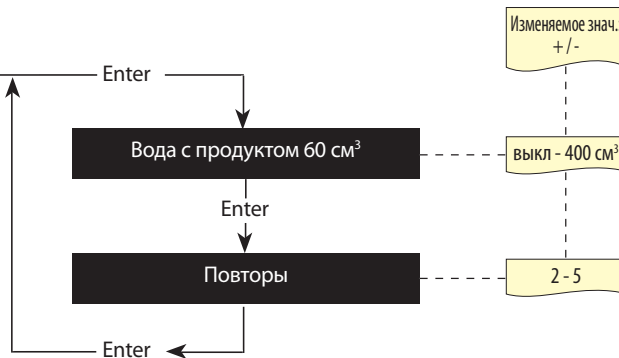 Изменяемое знач.:
+ / -
Enter
Вода с продуктом 60 см³
выкл - 400 см³
Enter
Повторы
2 - 5
Enter